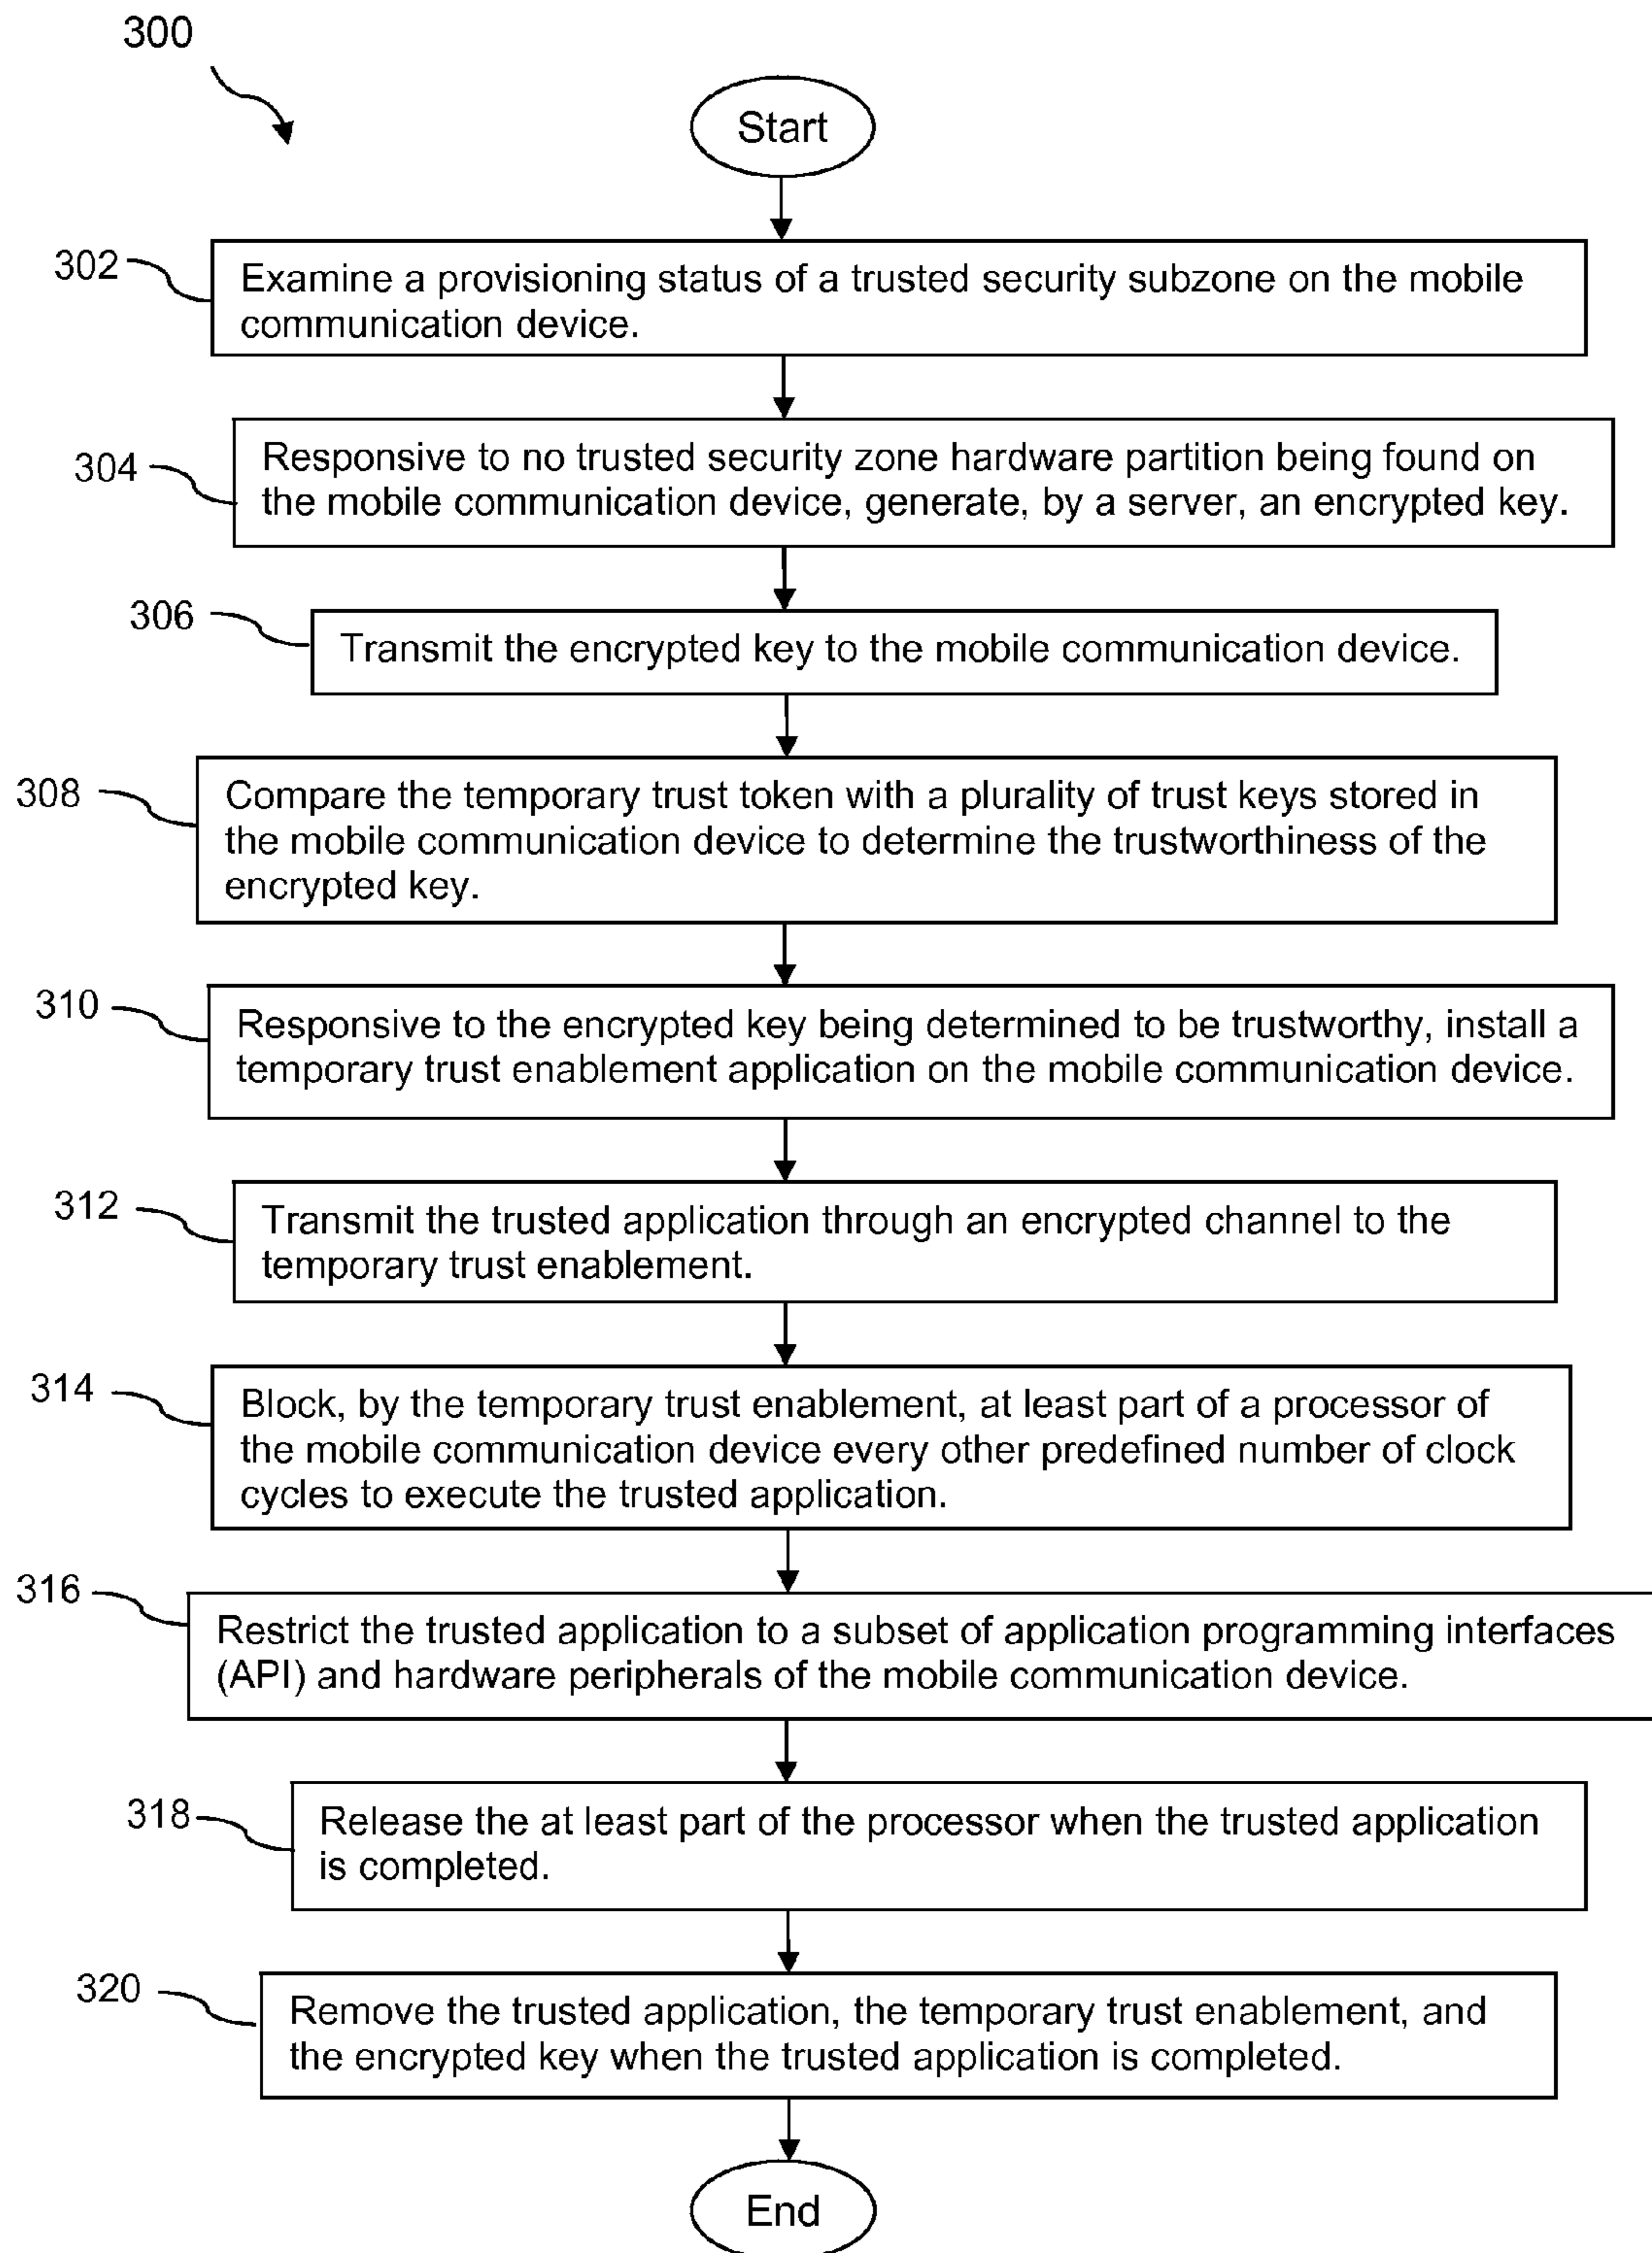 300
Start
302
Examine a provisioning status of a trusted security subzone on the mobile
communication device.
304
Responsive to no trusted security zone hardware partition being found on
the mobile communication device, generate, by a server, an encrypted key.
306
Transmit the encrypted key to the mobile communication device.
308
Compare the temporary trust token with a plurality of trust keys stored in
the mobile communication device to determine the trustworthiness of the
encrypted key.
310
Responsive to the encrypted key being determined to be trustworthy, install a
temporary trust enablement application on the mobile communication device.
312
Transmit the trusted application through an encrypted channel to the
temporary trust enablement.
314
Block, by the temporary trust enablement, at least part of a processor of
the mobile communication device every other predefined number of clock
cycles to execute the trusted application.
316
Restrict the trusted application to a subset of application programming interfaces
(API) and hardware peripherals of the mobile communication device.
318
Release the at least part of the processor when the trusted application
is completed.
320
Remove the trusted application, the temporary trust enablement, and
the encrypted key when the trusted application is completed.
End